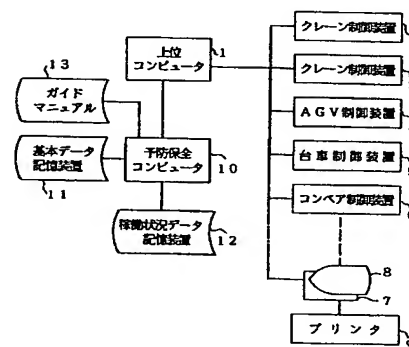 13
ガイド
マニュアル
上位
コンピュータ
1
基本データ
記憶装置
11
予防保全
コンピュータ
10
稼働状況データ
記憶装置
12
クレーン制御装置
クレーン制御装置
AGV制御装置
台車制御装置
コンベア制御装置
8
7
プリンタ